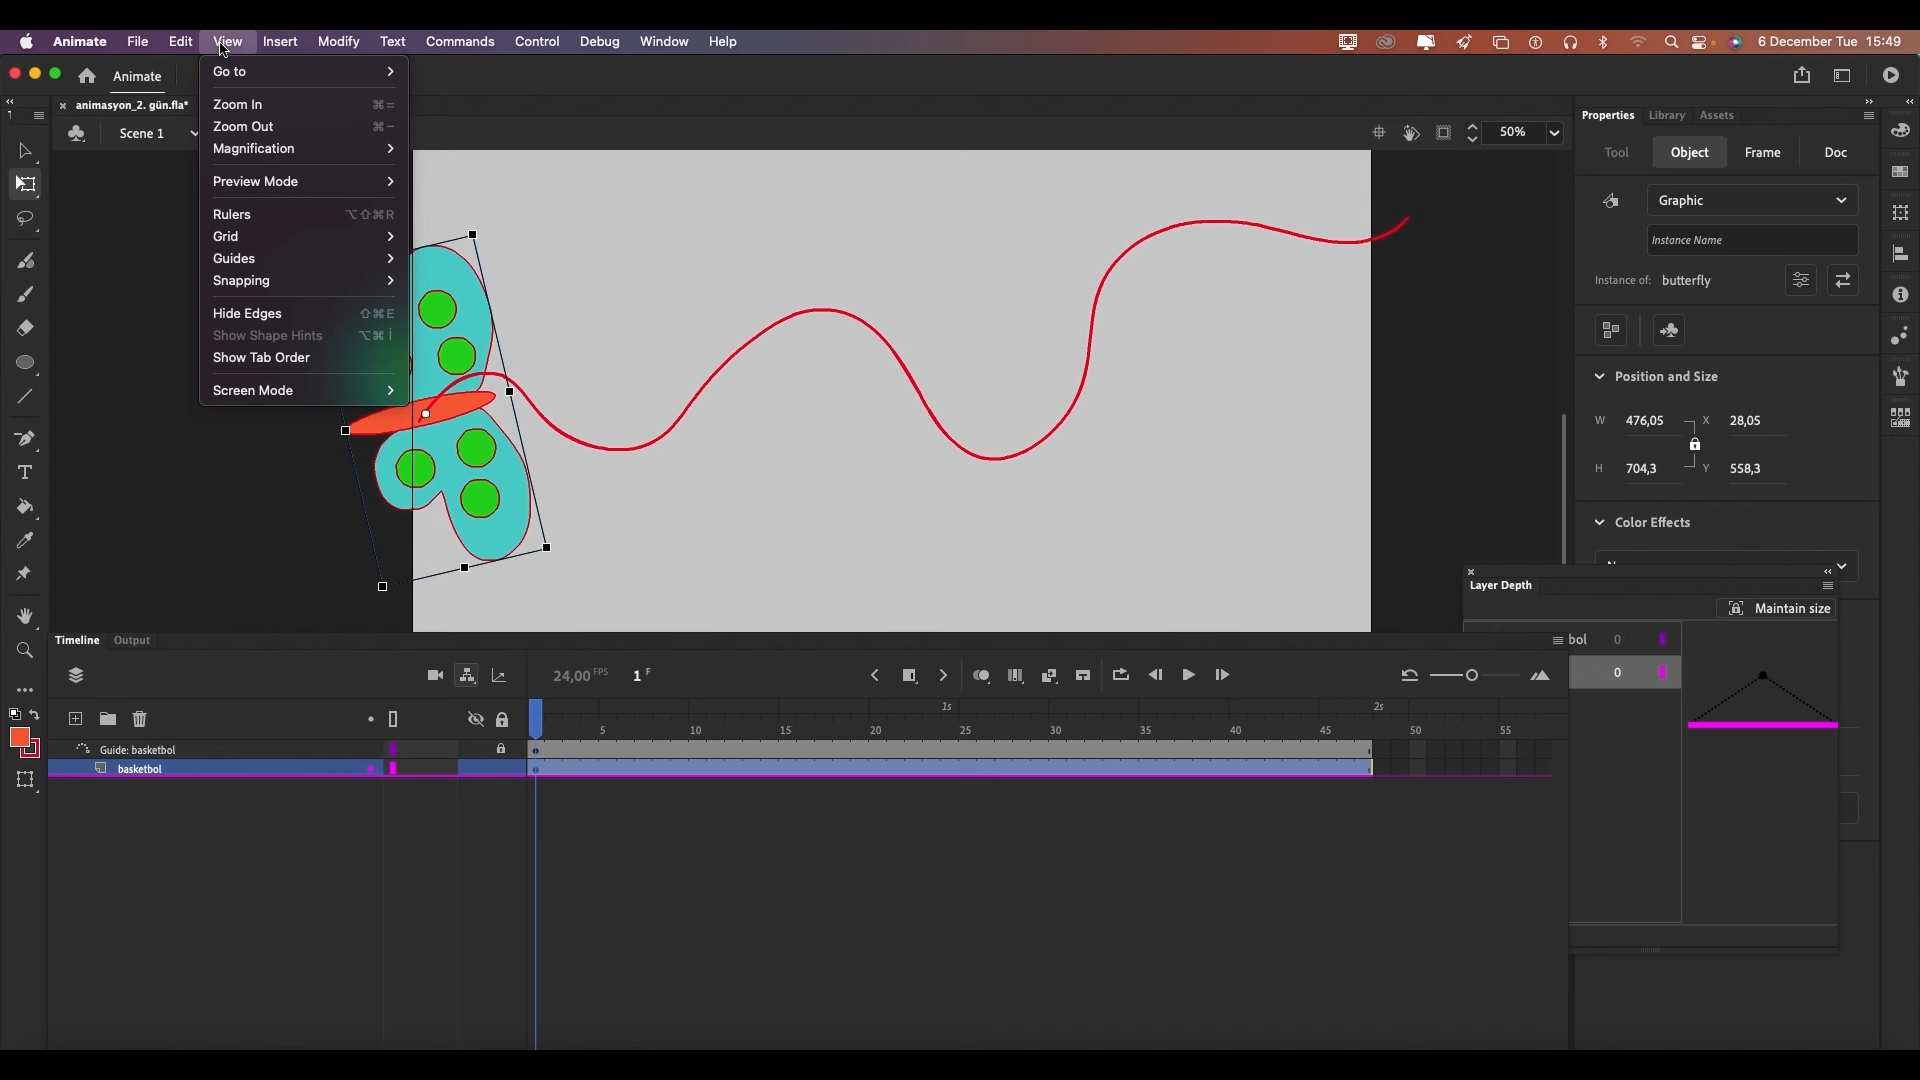 Animate File Edit View Insert Modify Text Commands Control Debug Window Help 6 December Tue 15:49
Animate
animasyon_2. gün.fla*
Scene 1
50%
Go to
Zoom In ⌘=
Zoom Out ⌘−
Magnification
Preview Mode
Rulers ⌥⇧⌘R
Grid
Guides
Snapping
Hide Edges ⇧⌘E
Show Shape Hints ⌥⌘I
Show Tab Order
Screen Mode
Properties Library Assets
Tool Object Frame Doc
Graphic
Instance Name
Instance of: butterfly
Position and Size
W 476,05 X 28,05
H 704,3 Y 558,3
Color Effects
Layer Depth
Maintain size
bol 0
0
Timeline Output
24,00 FPS 1 F
1s 2s
5 10 15 20 25 30 35 40 45 50 55
Guide: basketbol
basketbol